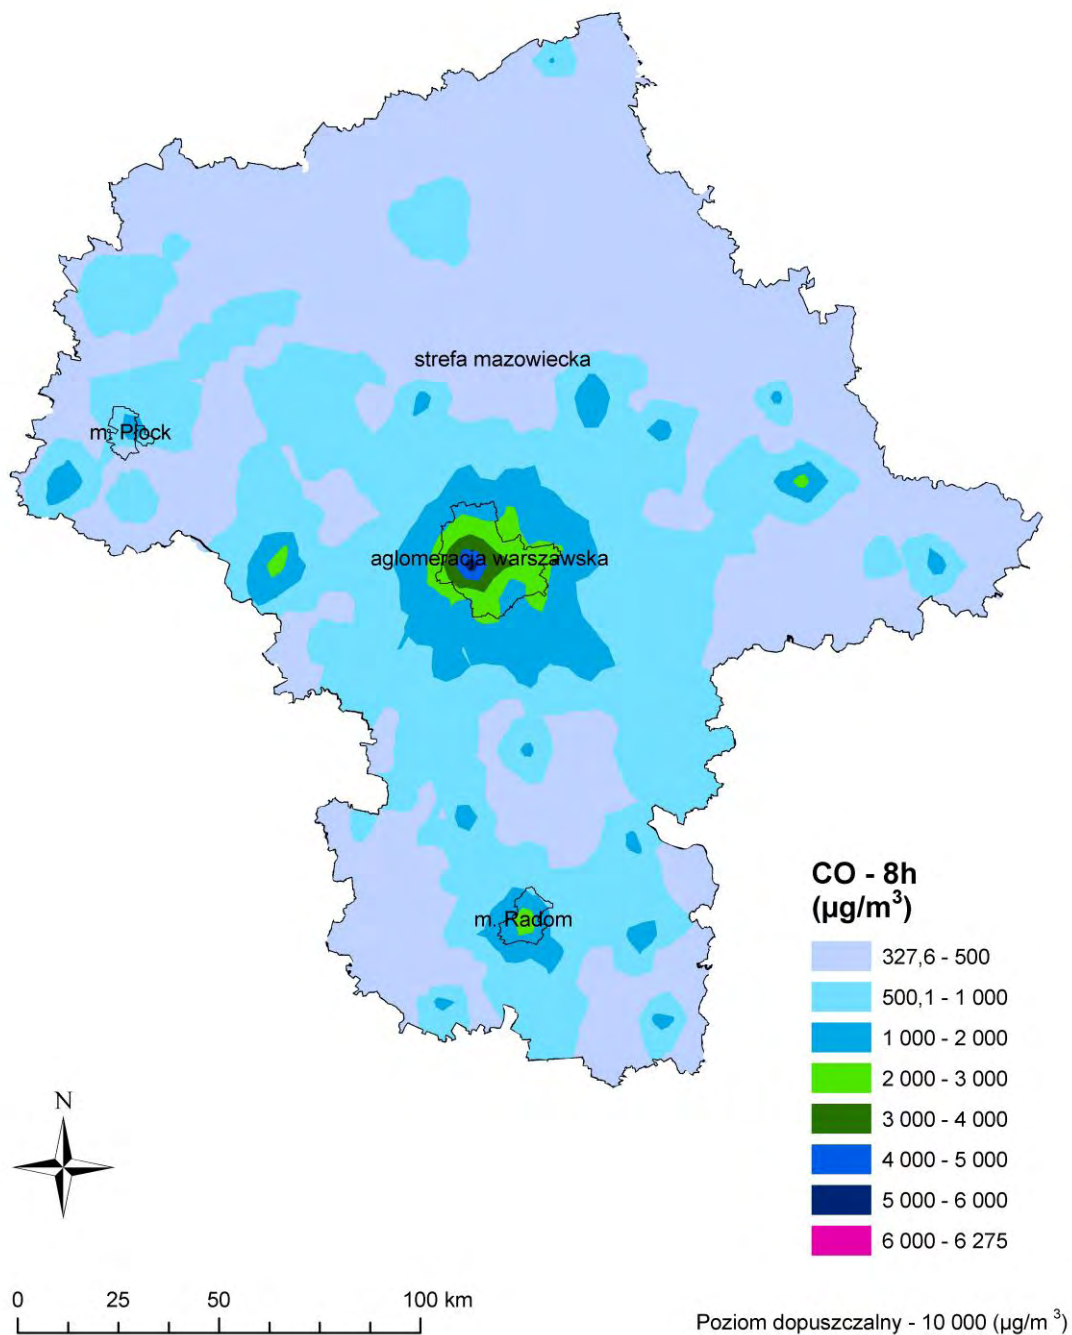 strefa mazowiecka
m. Płock
aglomeracja warszawska
m. Radom
CO - 8h
(µg/m³)
327,6 - 500
500,1 - 1 000
1 000 - 2 000
2 000 - 3 000
3 000 - 4 000
4 000 - 5 000
5 000 - 6 000
6 000 - 6 275
N
0 25 50 100 km
Poziom dopuszczalny - 10 000 (µg/m³)